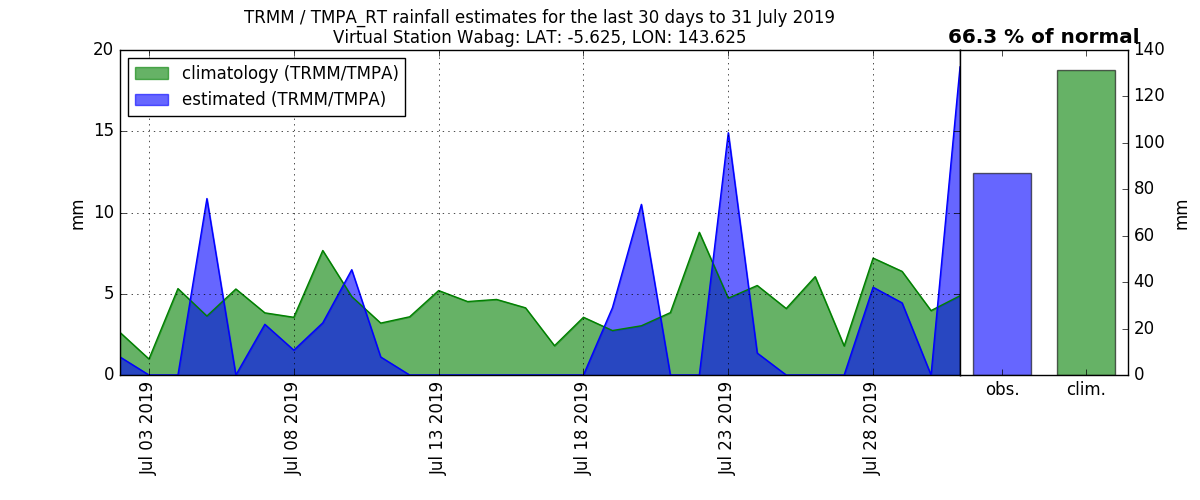 TRMM / TMPA_RT rainfall estimates for the last 30 days to 31 July 2019
Virtual Station Wabag: LAT: -5.625, LON: 143.625
66.3 % of normal
climatology (TRMM/TMPA)
estimated (TRMM/TMPA)
mm
20
15
10
5
0
Jul 03 2019
Jul 08 2019
Jul 13 2019
Jul 18 2019
Jul 23 2019
Jul 28 2019
obs.
clim.
140
120
100
80
60
40
20
0
mm